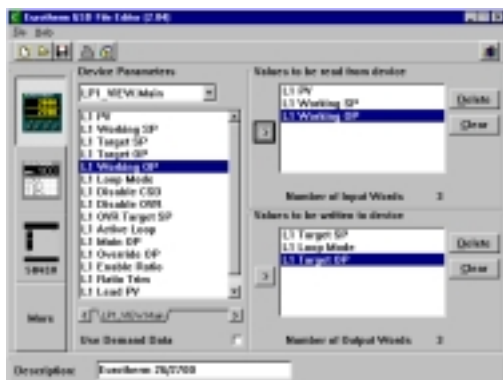 Eurotherm GSD File Editor (2.04)
File Help
Device Parameters
LP1_VIEW.Main
L1 PV
L1 Working SP
L1 Target SP
L1 Target OP
L1 Working OP
L1 Loop Mode
L1 Disable CSD
L1 Disable OVR
L1 OVR Target SP
L1 Active Loop
L1 Main OP
L1 Override OP
L1 Enable Ratio
L1 Ratio Trim
L1 Lead PV
LP1_VIEW.Main
Use Demand Data
More
Values to be read from device
L1 PV
L1 Working SP
L1 Working OP
Delete
Clear
Number of Input Words 3
Values to be written to device
L1 Target SP
L1 Loop Mode
L1 Target OP
Delete
Clear
Number of Output Words 3
Description: Eurotherm 26/2700